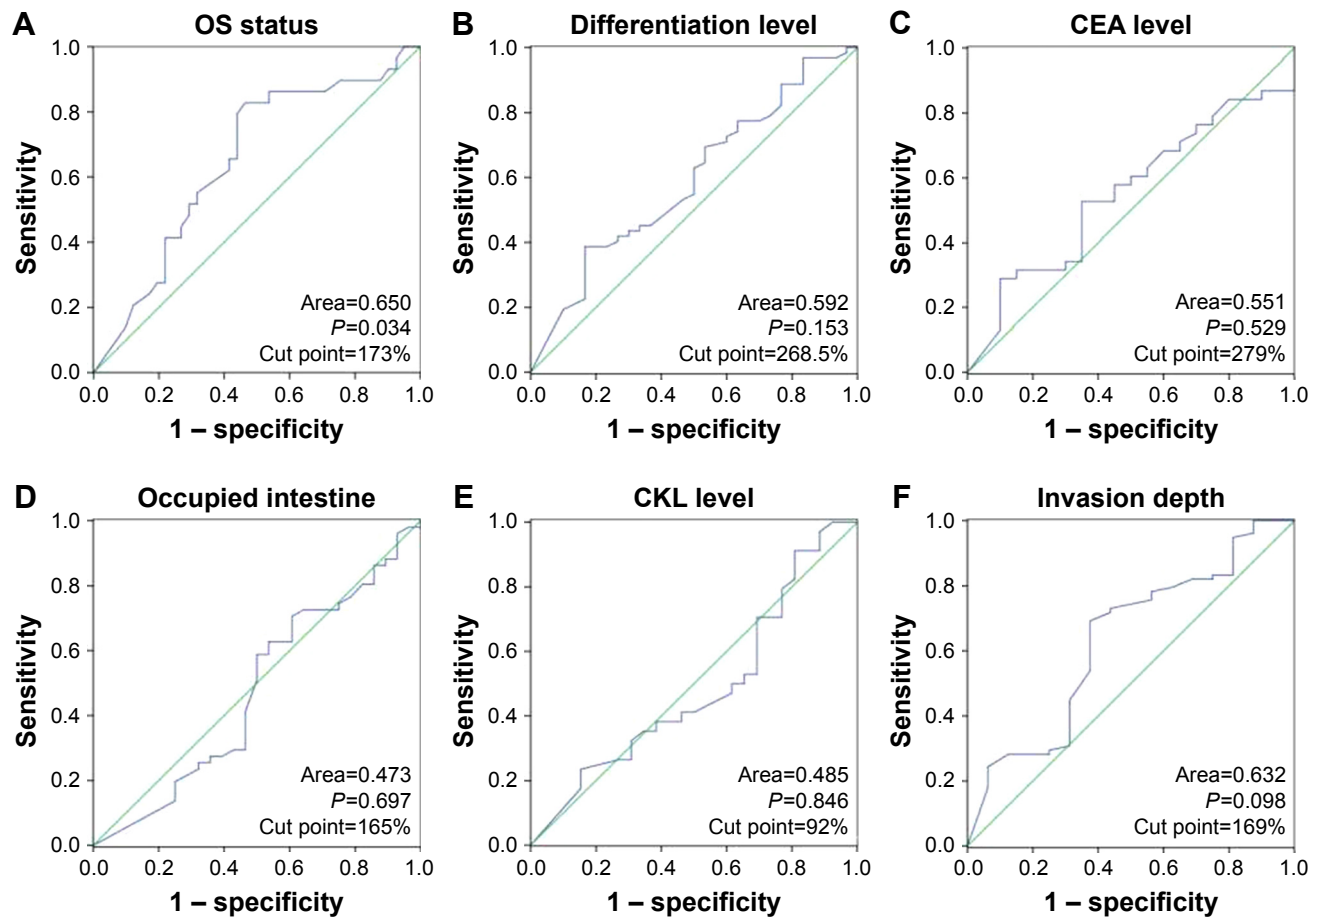 A OS status
1.0
0.8
0.6
0.4
0.2
0.0
Sensitivity
Area=0.650
P=0.034
Cut point=173%
0.0 0.2 0.4 0.6 0.8 1.0
1 – specificity
B Differentiation level
1.0
0.8
0.6
0.4
0.2
0.0
Sensitivity
Area=0.592
P=0.153
Cut point=268.5%
0.0 0.2 0.4 0.6 0.8 1.0
1 – specificity
C CEA level
1.0
0.8
0.6
0.4
0.2
0.0
Sensitivity
Area=0.551
P=0.529
Cut point=279%
0.0 0.2 0.4 0.6 0.8 1.0
1 – specificity
D Occupied intestine
1.0
0.8
0.6
0.4
0.2
0.0
Sensitivity
Area=0.473
P=0.697
Cut point=165%
0.0 0.2 0.4 0.6 0.8 1.0
1 – specificity
E CKL level
1.0
0.8
0.6
0.4
0.2
0.0
Sensitivity
Area=0.485
P=0.846
Cut point=92%
0.0 0.2 0.4 0.6 0.8 1.0
1 – specificity
F Invasion depth
1.0
0.8
0.6
0.4
0.2
0.0
Sensitivity
Area=0.632
P=0.098
Cut point=169%
0.0 0.2 0.4 0.6 0.8 1.0
1 – specificity